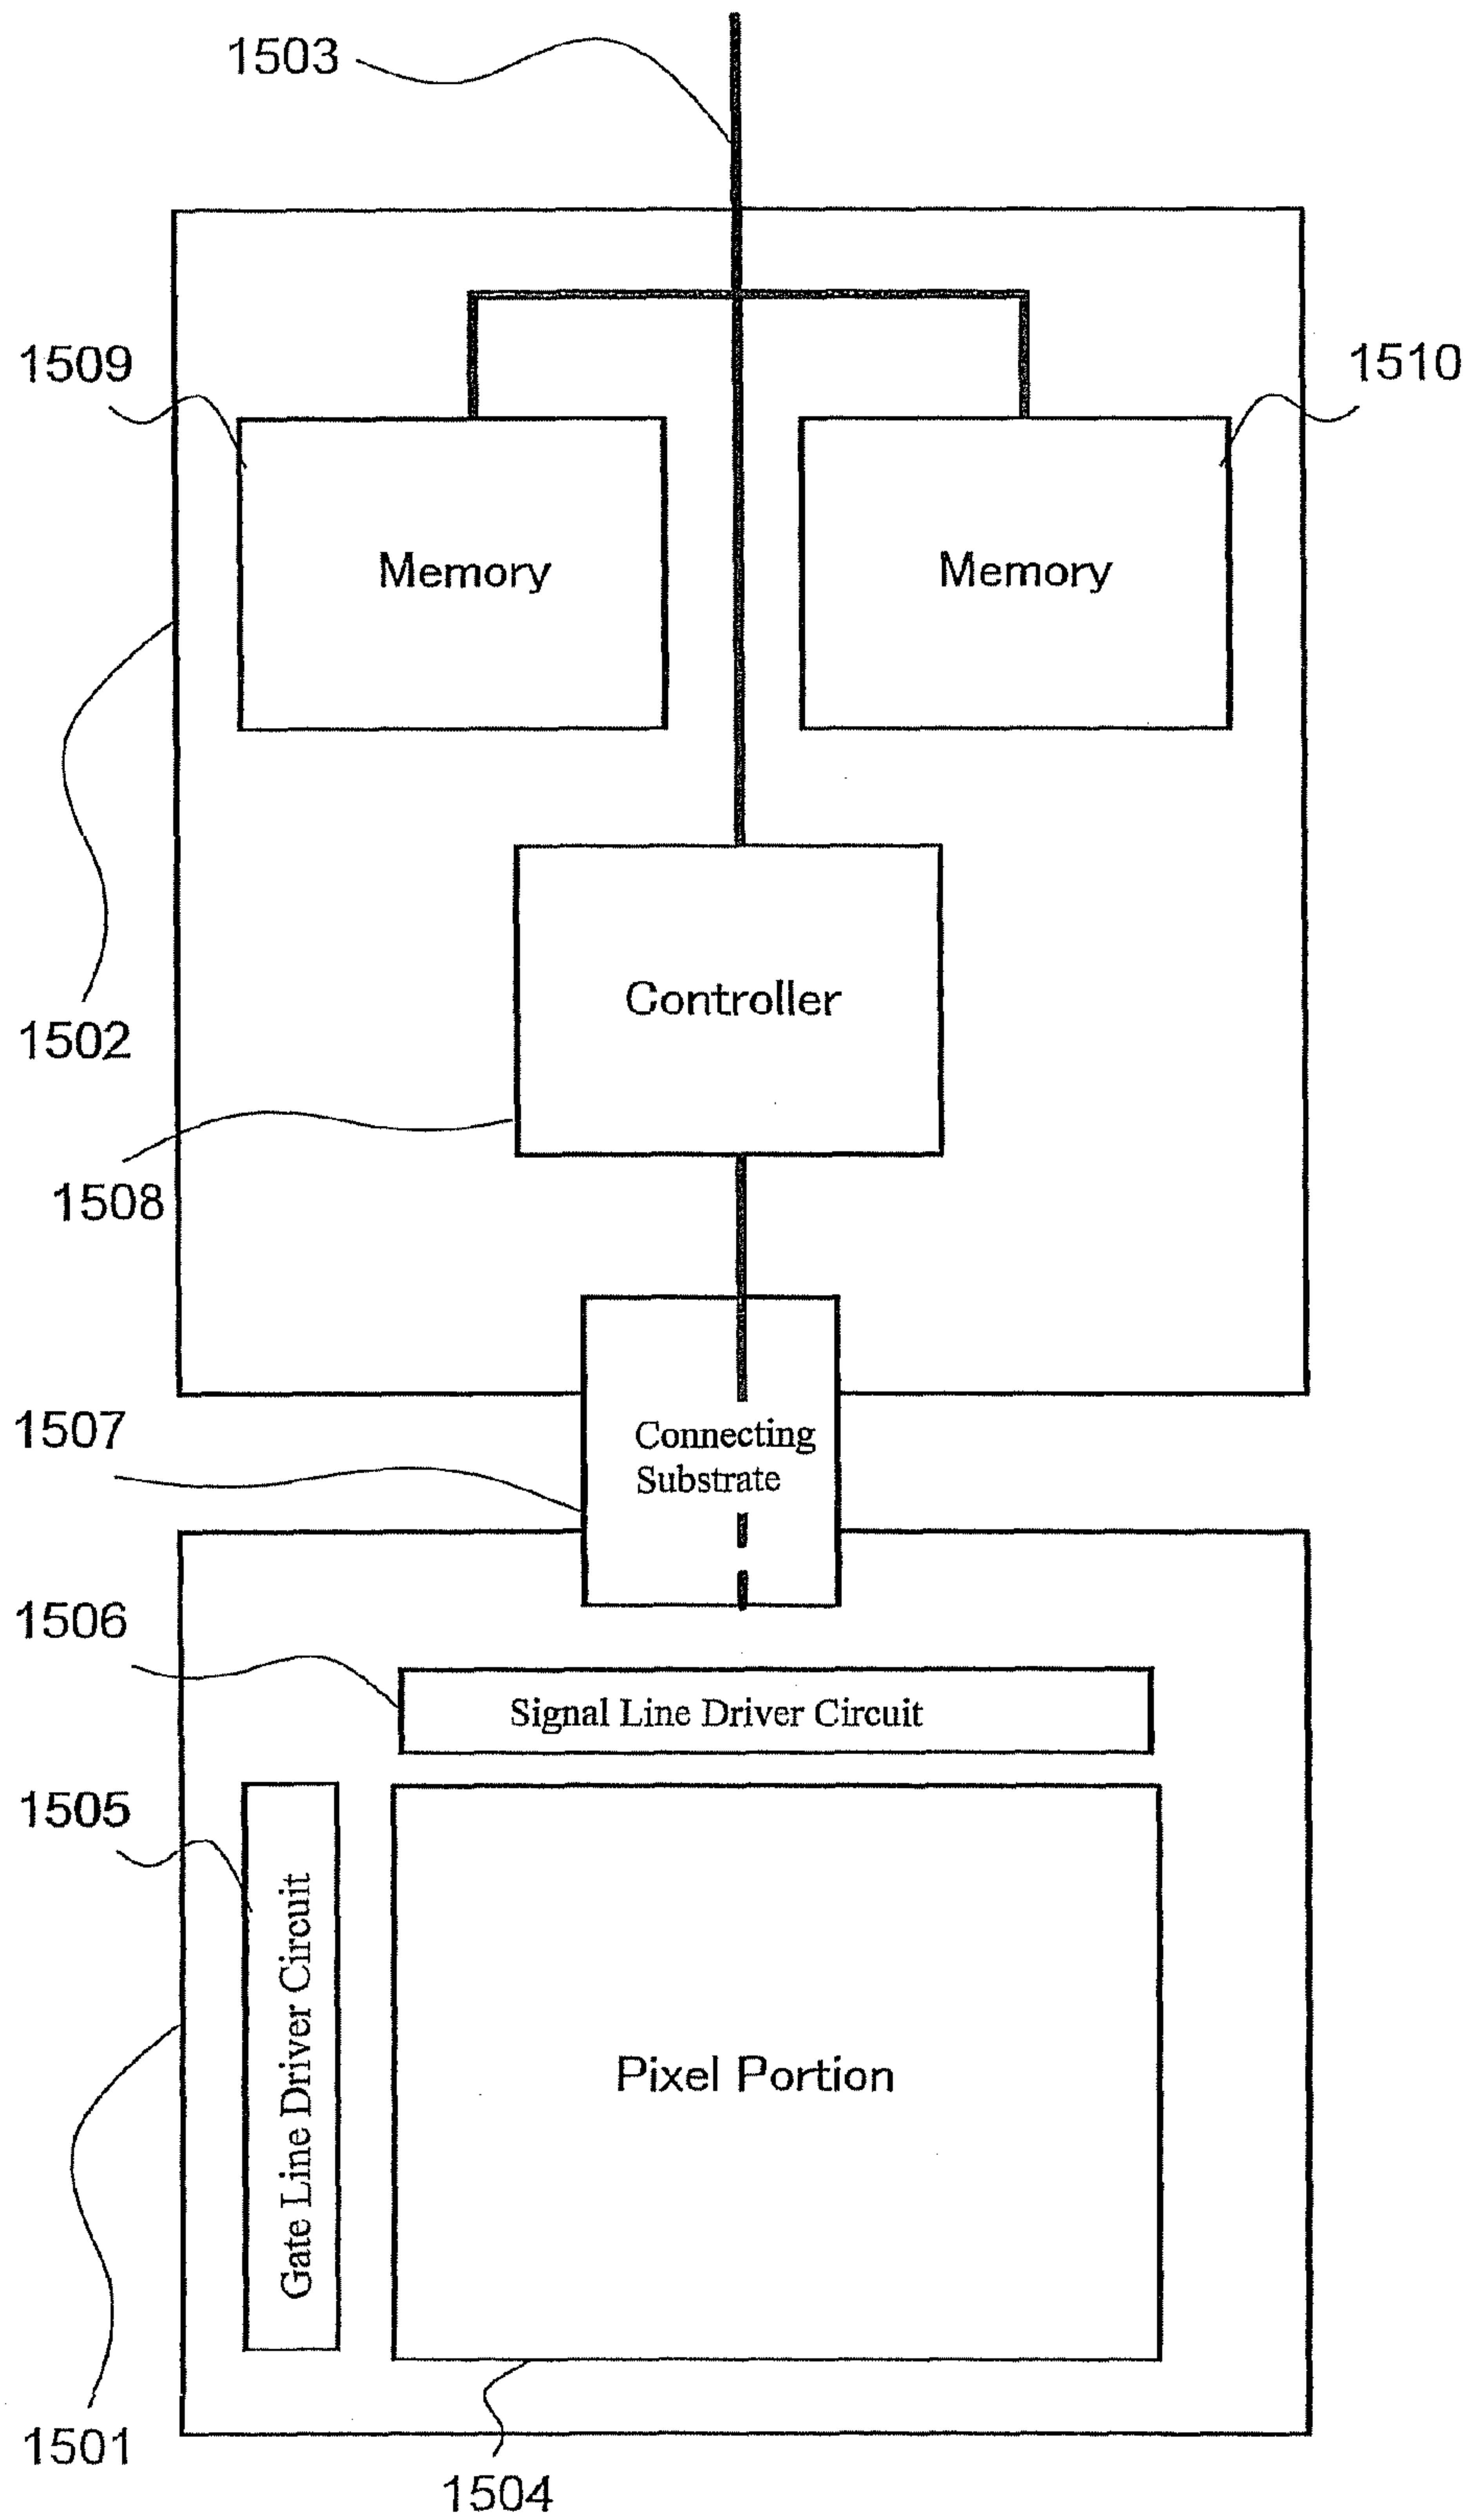 1503
1509
1510
Memory
Memory
1502
Controller
1508
1507
Connecting
Substrate
1506
Signal Line Driver Circuit
1505
Gate Line Driver Circuit
Pixel Portion
1501
1504